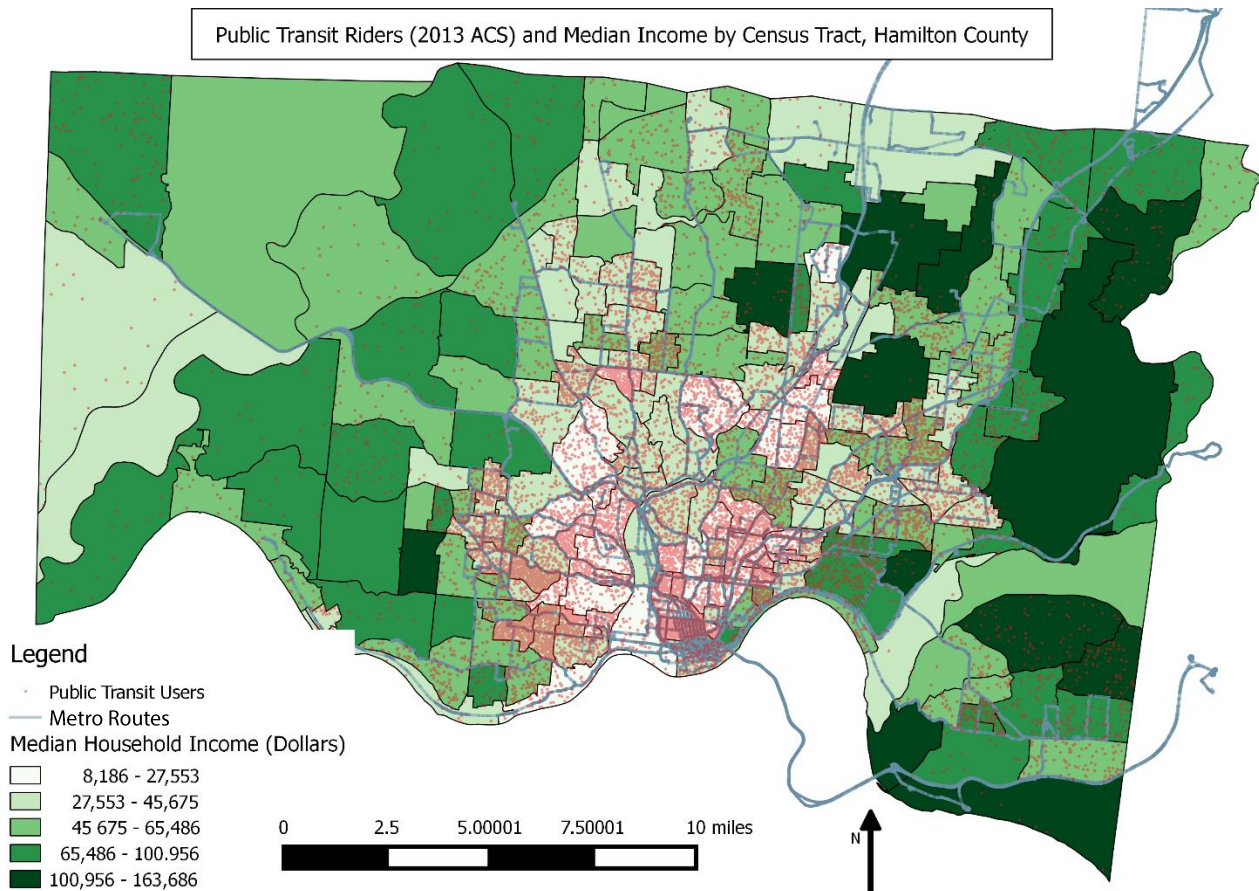 Public Transit Riders (2013 ACS) and Median Income by Census Tract, Hamilton County
Legend
Public Transit Users
Metro Routes
Median Household Income (Dollars)
8,186 - 27,553
27,553 - 45,675
45 675 - 65,486
65,486 - 100.956
100,956 - 163,686
0 2.5 5.00001 7.50001 10 miles
N